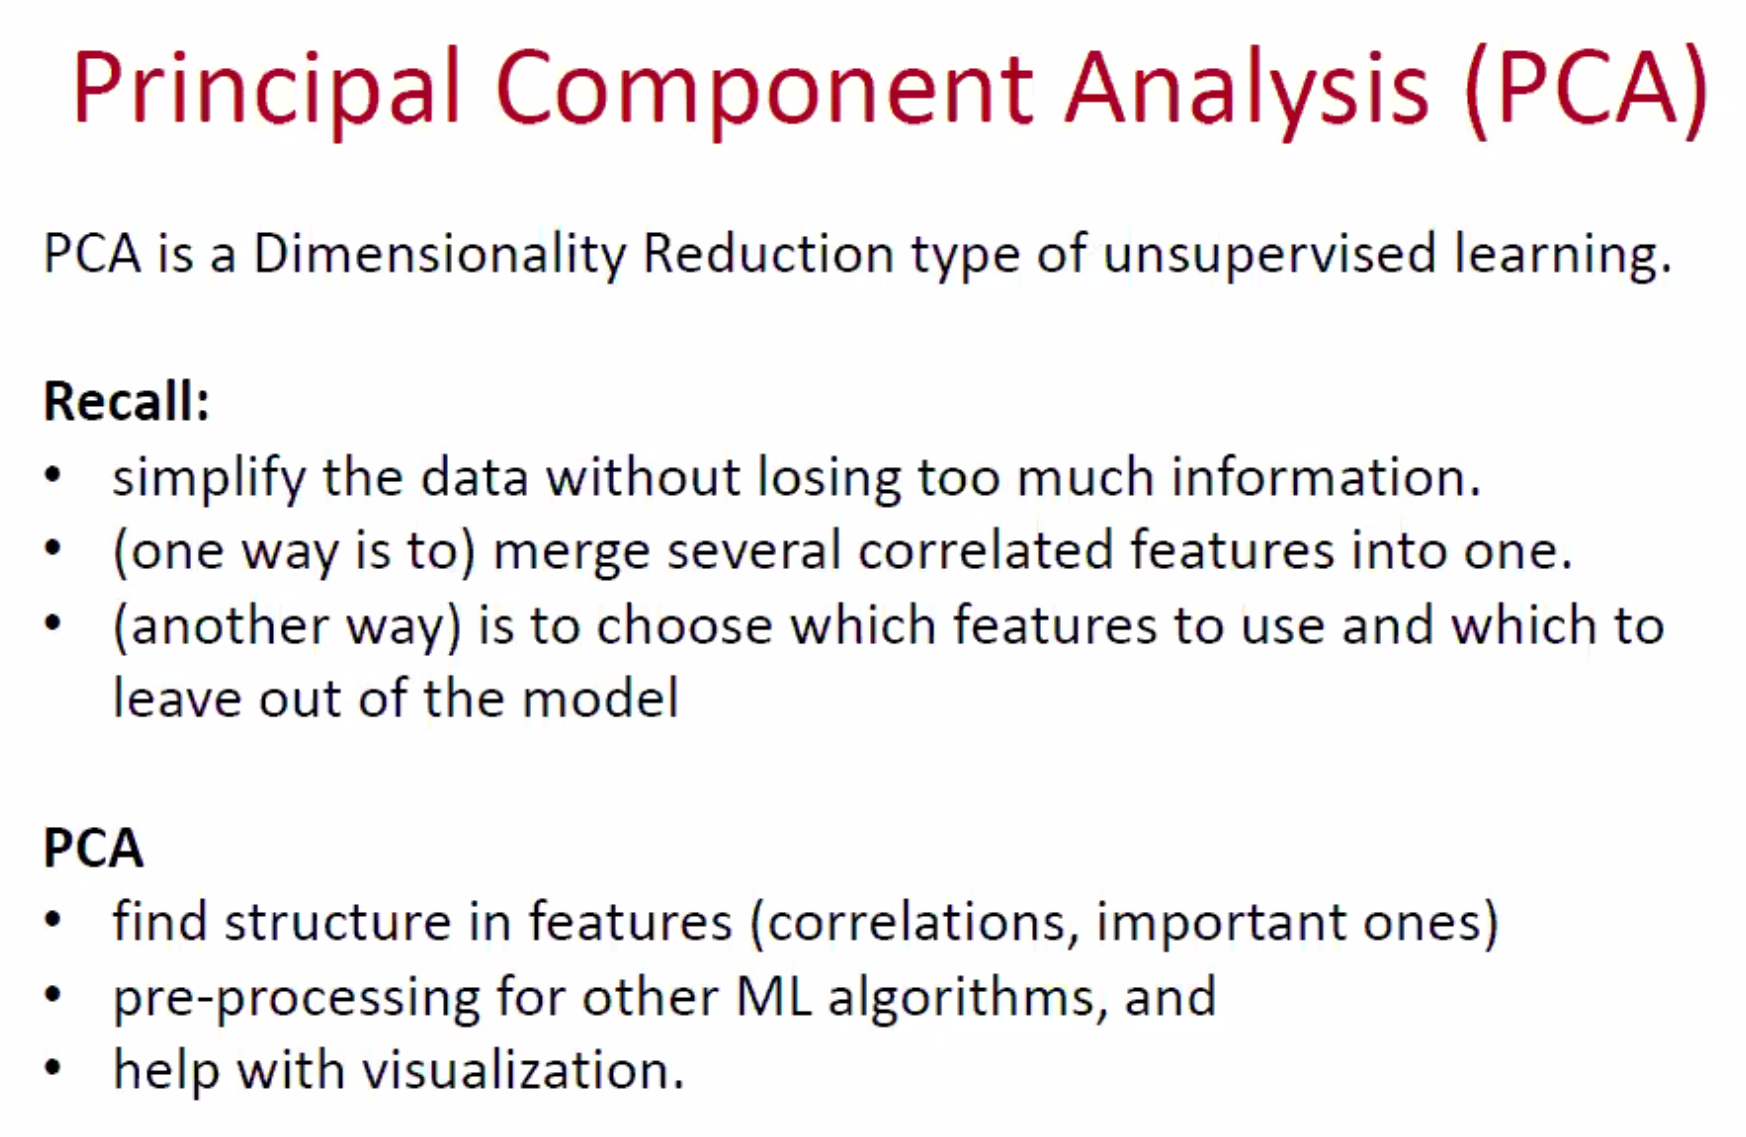 Principal Component Analysis (PCA)
PCA is a Dimensionality Reduction type of unsupervised learning.
Recall:
• simplify the data without losing too much information.
• (one way is to) merge several correlated features into one.
• (another way) is to choose which features to use and which to
leave out of the model
PCA
• find structure in features (correlations, important ones)
• pre-processing for other ML algorithms, and
• help with visualization.